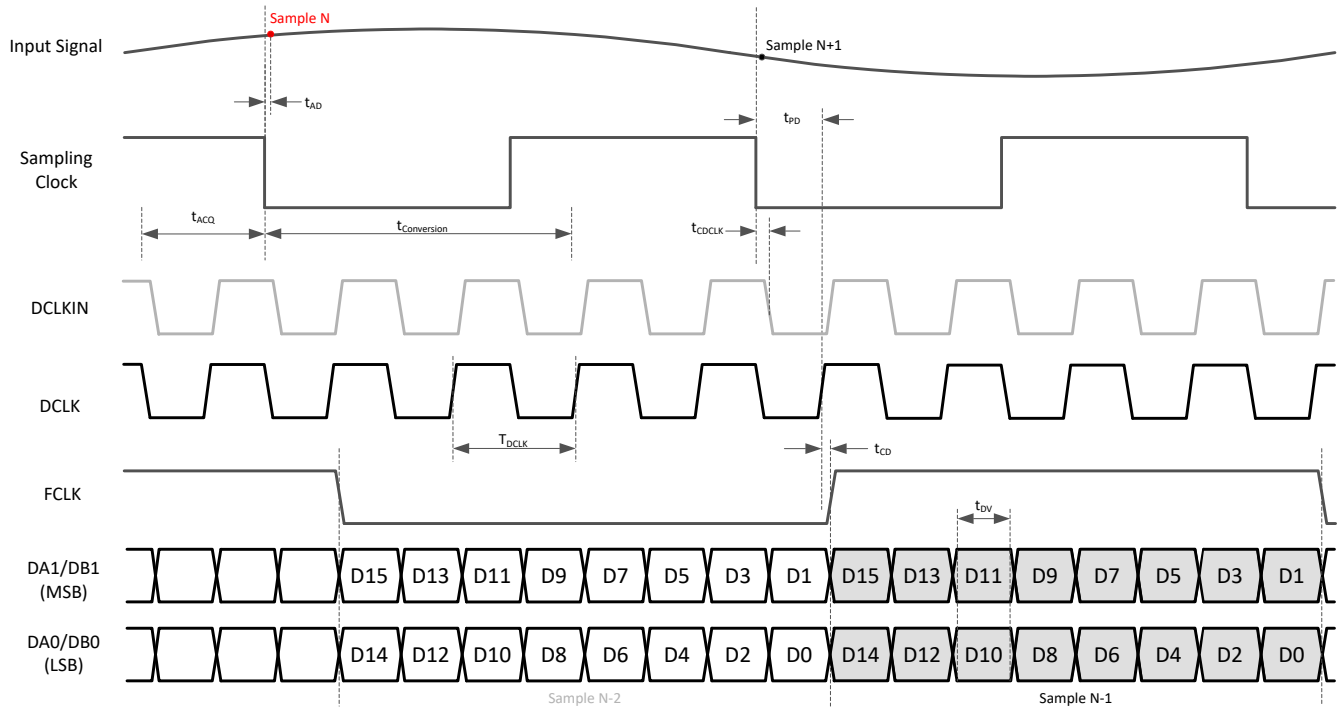 Sample N
Input Signal
Sample N+1
tAD
tPD
Sampling
Clock
tACQ
tConversion
tCDCLK
DCLKIN
DCLK
TDCLK
tCD
FCLK
tDV
DA1/DB1
(MSB)
D15 D13 D11 D9 D7 D5 D3 D1 D15 D13 D11 D9 D7 D5 D3 D1
DA0/DB0
(LSB)
D14 D12 D10 D8 D6 D4 D2 D0 D14 D12 D10 D8 D6 D4 D2 D0
Sample N-2
Sample N-1